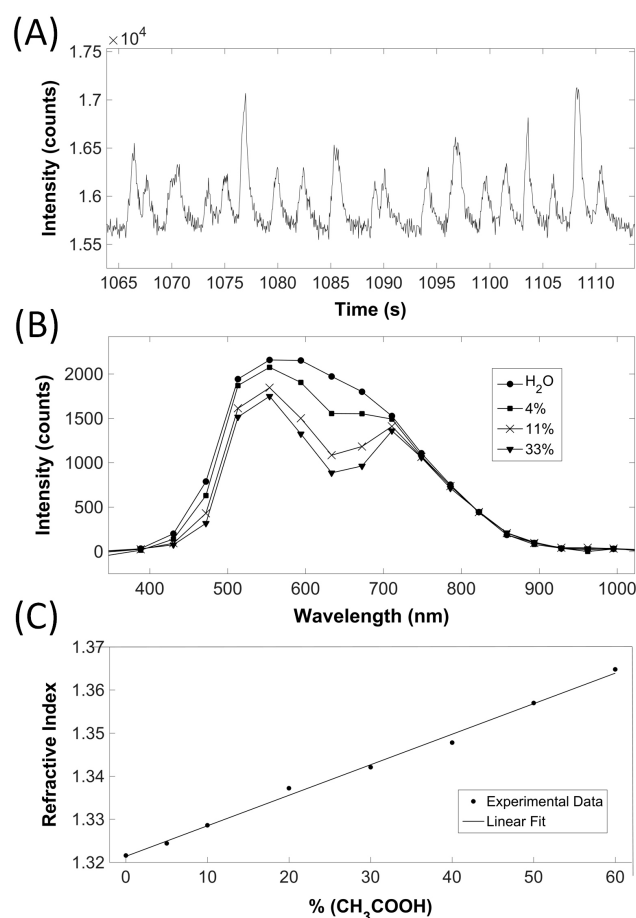 (A)
×10⁴
1.75
1.7
1.65
1.6
1.55
Intensity (counts)
1065 1070 1075 1080 1085 1090 1095 1100 1105 1110
Time (s)
(B)
2000
1500
1000
500
0
Intensity (counts)
H₂O
4%
11%
33%
400 500 600 700 800 900 1000
Wavelength (nm)
(C)
1.37
1.36
1.35
1.34
1.33
1.32
Refractive Index
Experimental Data
Linear Fit
0 10 20 30 40 50 60
% (CH₃COOH)